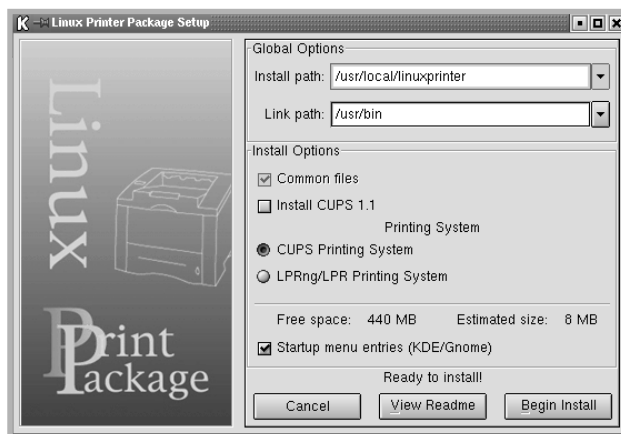 Linux Printer Package Setup
Linux
Print
Package
Global Options
Install path: /usr/local/linuxprinter
Link path: /usr/bin
Install Options
Common files
Install CUPS 1.1
Printing System
CUPS Printing System
LPRng/LPR Printing System
Free space: 440 MB Estimated size: 8 MB
Startup menu entries (KDE/Gnome)
Ready to install!
Cancel View Readme Begin Install